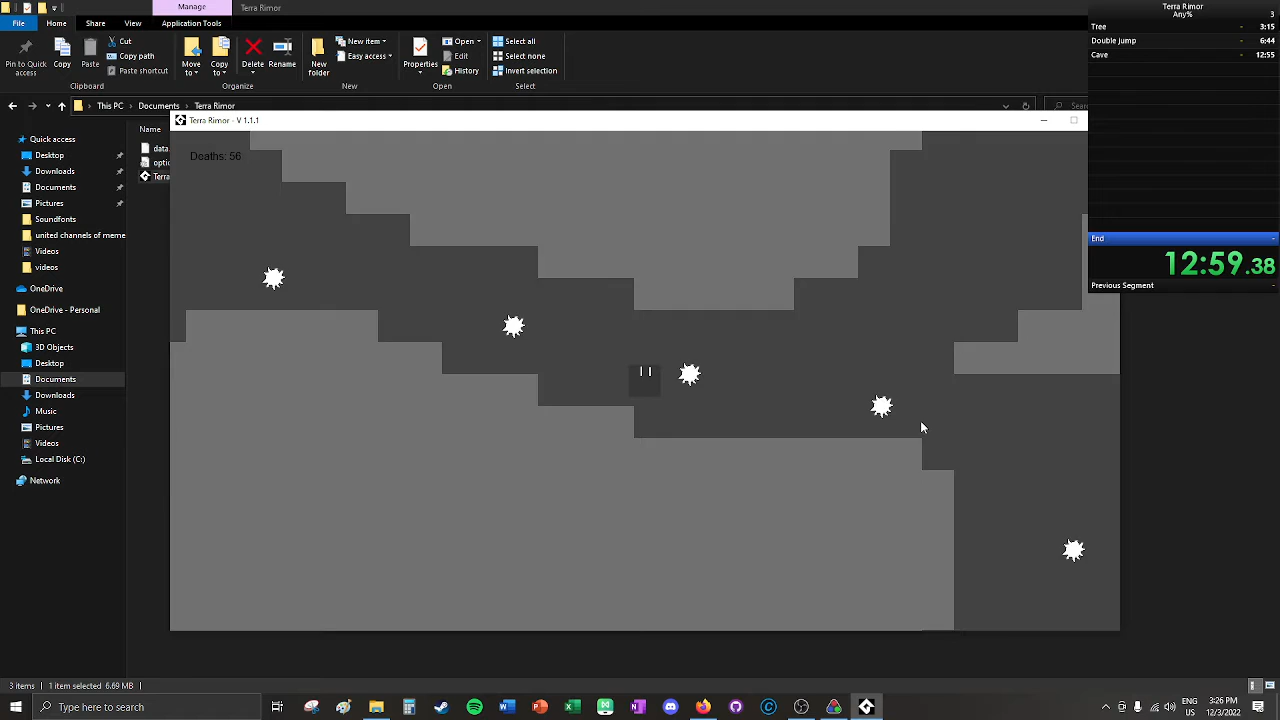 Manage
Terra Rimor
File
Home
Share
View
Application Tools
Pin to Quick access
Copy
Paste
Cut
Copy path
Paste shortcut
Clipboard
Move to
Copy to
Delete
Rename
Organize
New folder
New item
Easy access
New
Properties
Open
Edit
History
Open
Select all
Select none
Invert selection
Select
This PC
Documents
Terra Rimor
Sear
Terra Rimor
Any%
3
Tree 3:15
Double Jump 6:44
Cave 12:55
End
12:59.38
Previous Segment
-
Terra Rimor - V 1.1.1
Deaths: 56
Name
data.
optio
Terra
Quick access
Desktop
Downloads
Documents
Pictures
Soundfonts
united channels of meme
Videos
videos
OneDrive
OneDrive - Personal
This PC
3D Objects
Desktop
Documents
Downloads
Music
Pictures
Videos
Local Disk (C:)
Network
3 items
1 item selected 6.69 MB
Type here to search
ENG
US
3:26 PM
12/3/2022